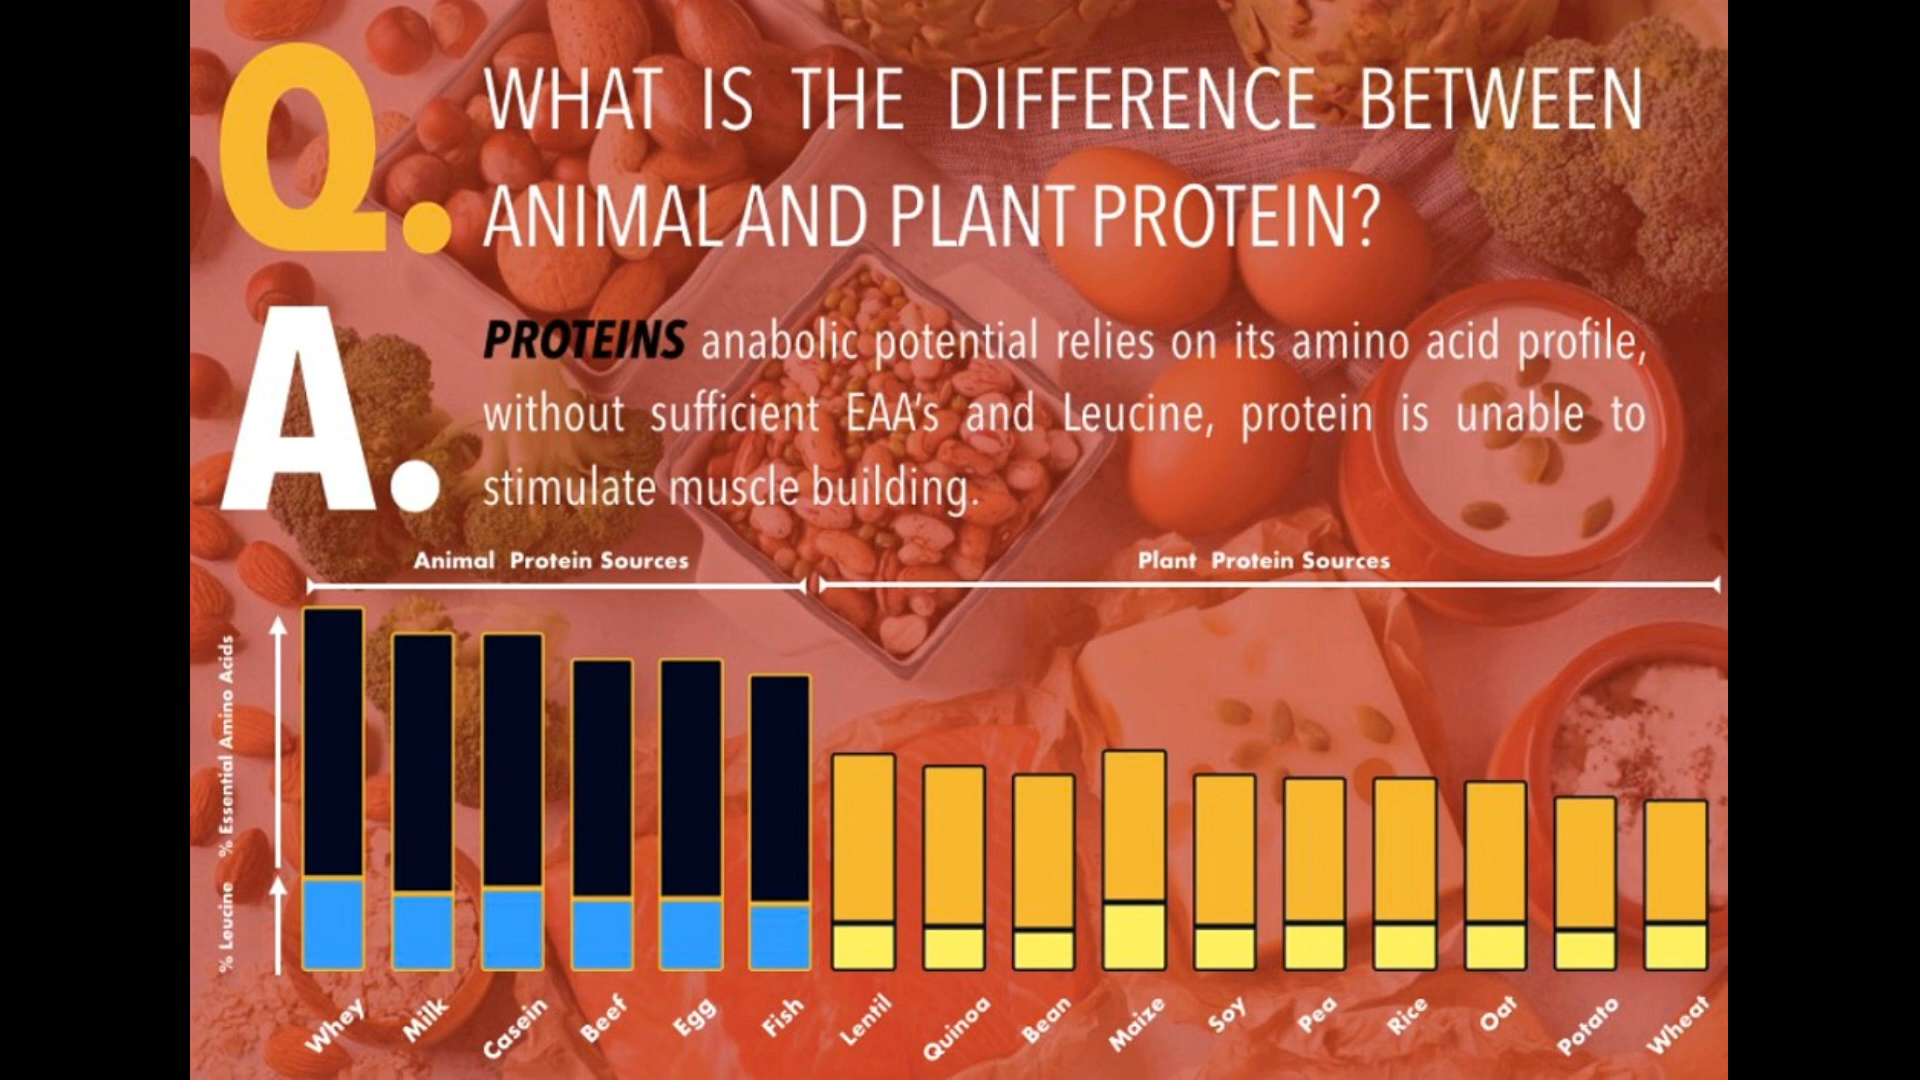 Q. WHAT IS THE DIFFERENCE BETWEEN
ANIMAL AND PLANT PROTEIN?
A. PROTEINS anabolic potential relies on its amino acid profile,
without sufficient EAA's and Leucine, protein is unable to
stimulate muscle building.
Animal Protein Sources
Plant Protein Sources
% Essential Amino Acids
% Leucine
Whey
Milk
Casein
Beef
Egg
Fish
Lentil
Quinoa
Bean
Maize
Soy
Pea
Rice
Oat
Potato
Wheat